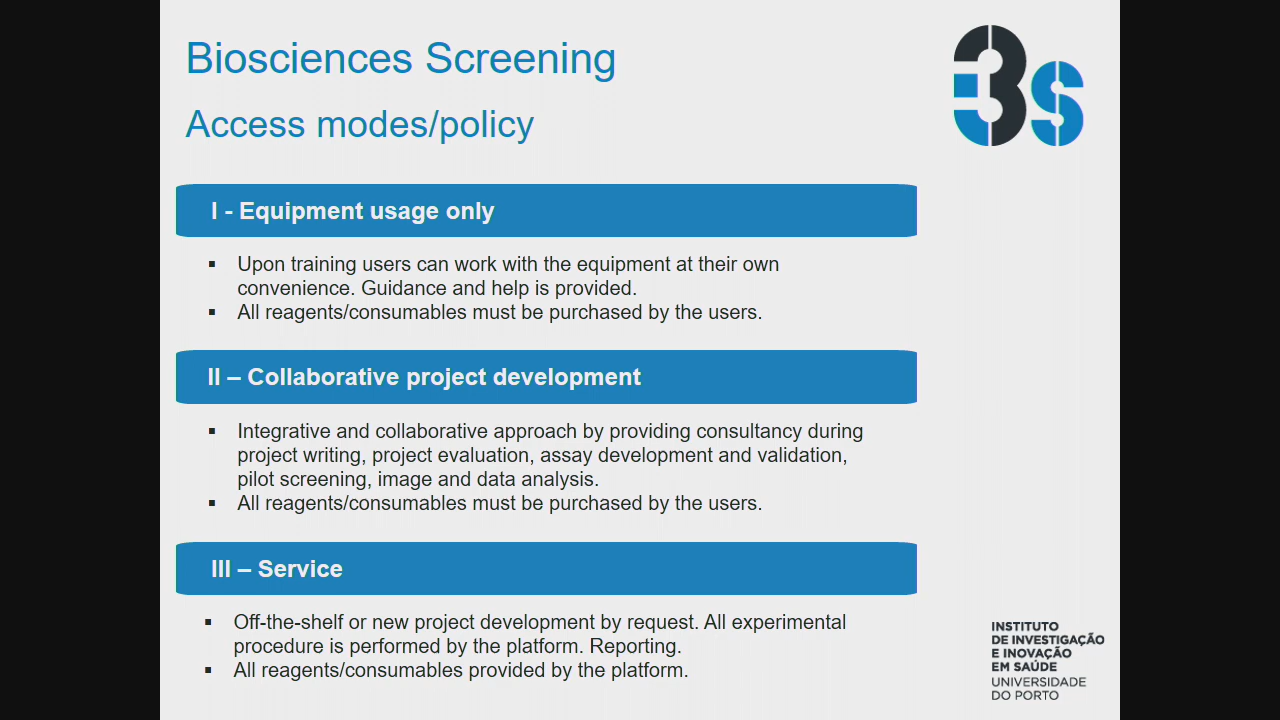 Biosciences Screening
Access modes/policy
3s
I - Equipment usage only
▪ Upon training users can work with the equipment at their own
convenience. Guidance and help is provided.
▪ All reagents/consumables must be purchased by the users.
II – Collaborative project development
▪ Integrative and collaborative approach by providing consultancy during
project writing, project evaluation, assay development and validation,
pilot screening, image and data analysis.
▪ All reagents/consumables must be purchased by the users.
III – Service
▪ Off-the-shelf or new project development by request. All experimental
procedure is performed by the platform. Reporting.
▪ All reagents/consumables provided by the platform.
INSTITUTO
DE INVESTIGAÇÃO
E INOVAÇÃO
EM SAÚDE
UNIVERSIDADE
DO PORTO